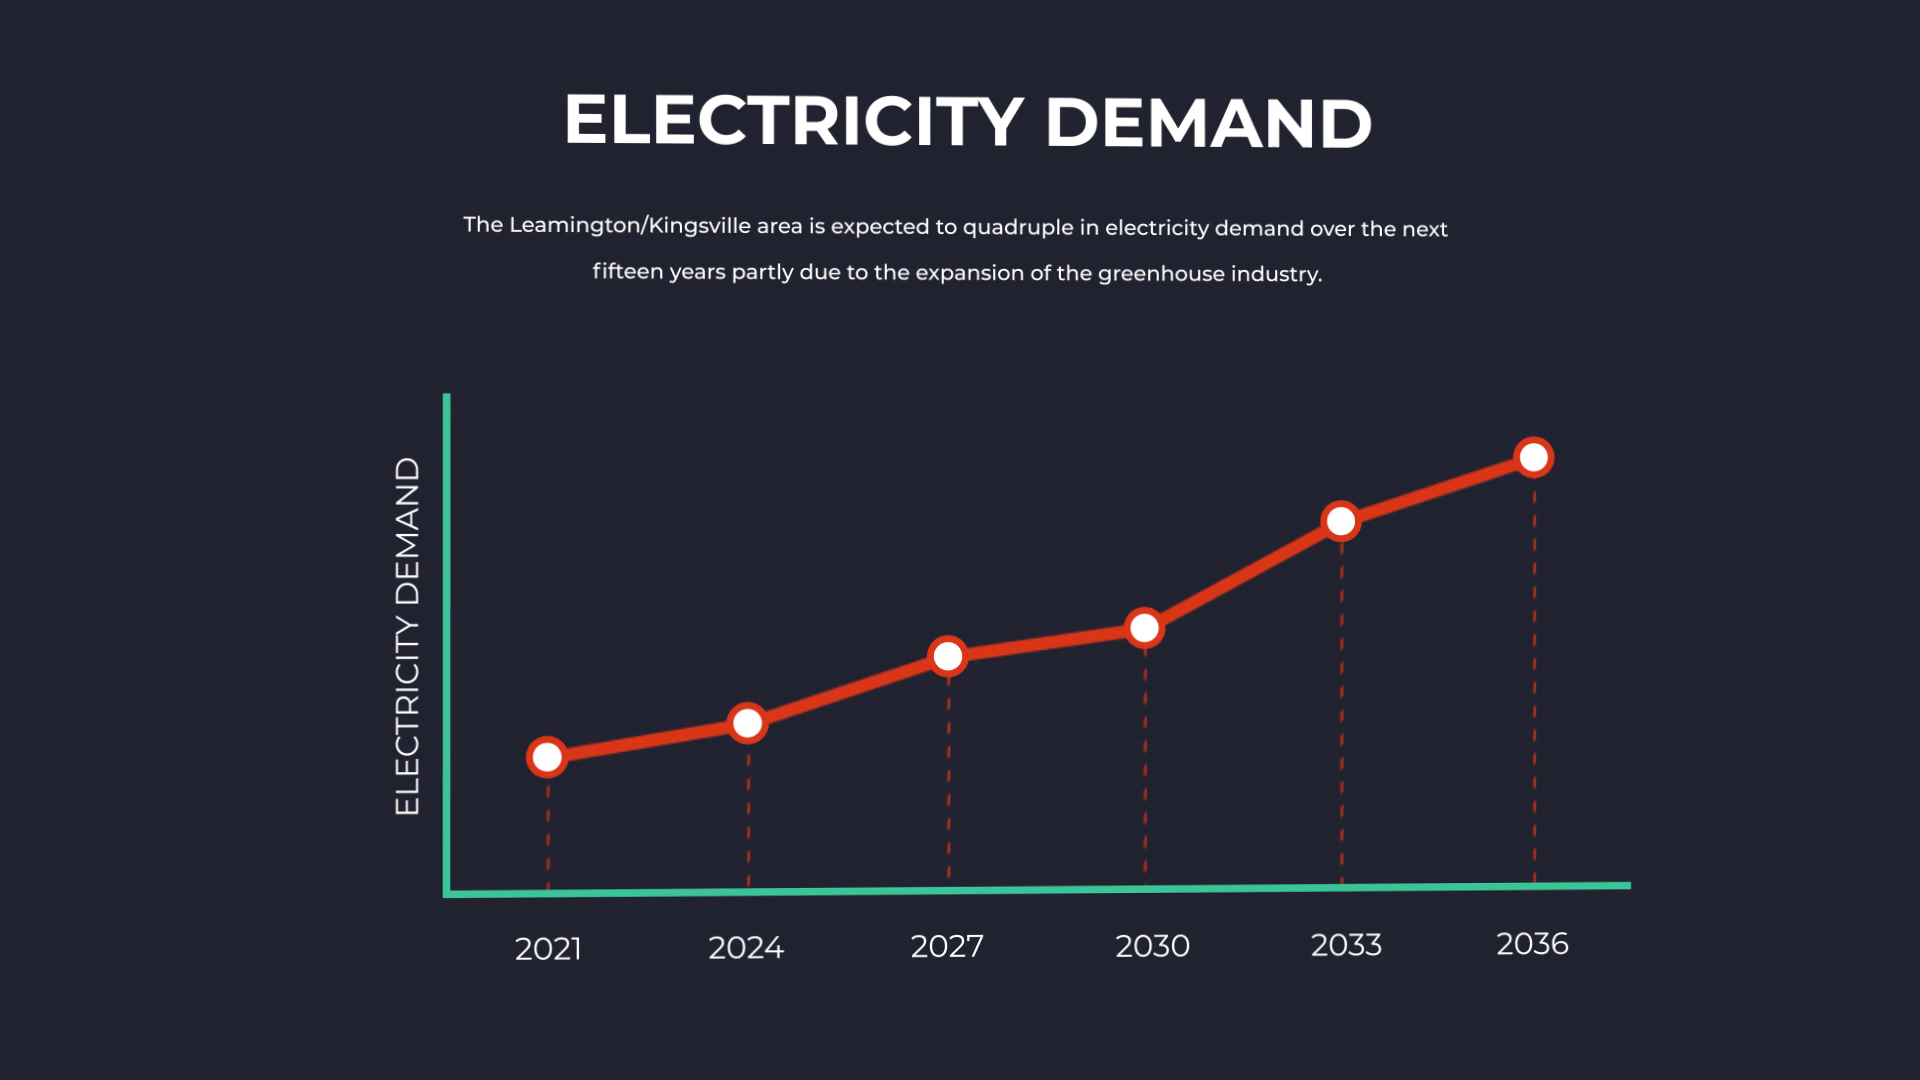 ELECTRICITY DEMAND
The Leamington/Kingsville area is expected to quadruple in electricity demand over the next
fifteen years partly due to the expansion of the greenhouse industry.
ELECTRICITY DEMAND
2021 2024 2027 2030 2033 2036